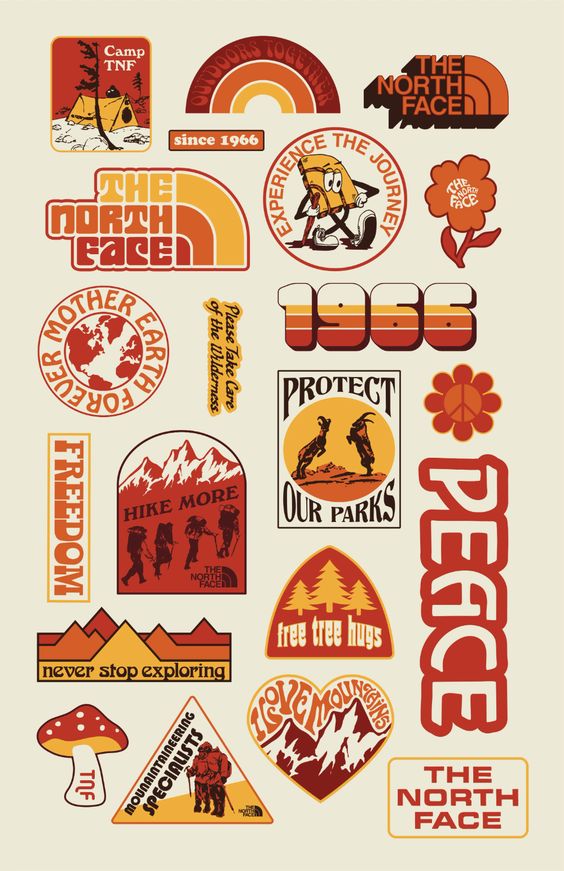 Camp
TNF
OUTDOORS TOGETHER
THE
NORTH
FACE
since 1966
EXPERIENCE THE JOURNEY
THE
NORTH
FACE
THE
NORTH
FACE
MOTHER EARTH
FOREVER
Please Take Care
of the Wilderness
1966
PROTECT
OUR PARKS
FREEDOM
HIKE MORE
THE
NORTH
FACE
PEACE
free tree hugs
never stop exploring
I LOVE MOUNTAINS
TNF
MOUNAINTAINEERING
SPECIALISTS
THE
NORTH
FACE